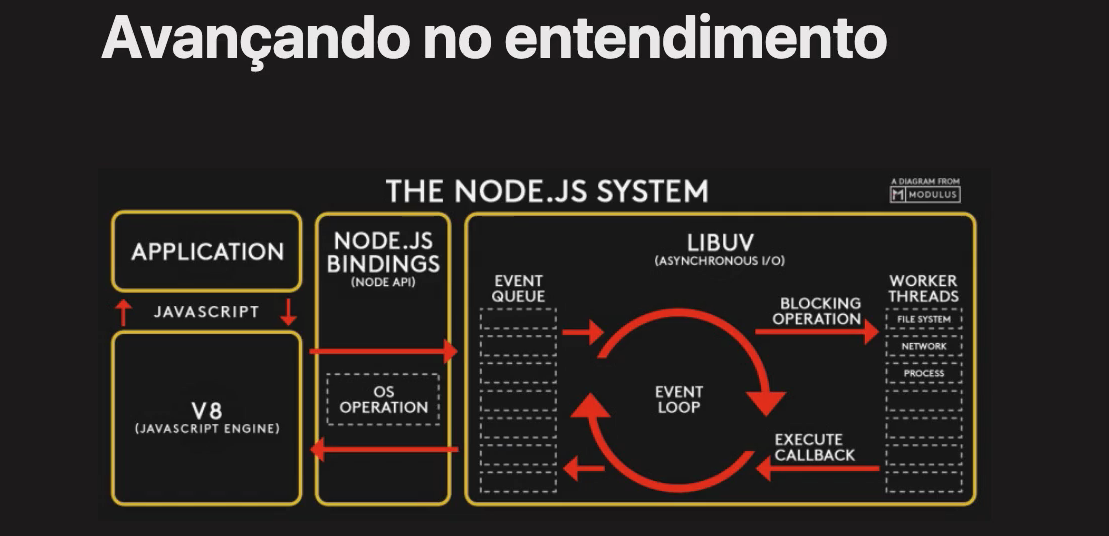 Avançando no entendimento
THE NODE.JS SYSTEM
A DIAGRAM FROM
MODULUS
APPLICATION
JAVASCRIPT
V8
(JAVASCRIPT ENGINE)
NODE.JS
BINDINGS
(NODE API)
OS
OPERATION
LIBUV
(ASYNCHRONOUS I/O)
EVENT
QUEUE
EVENT
LOOP
BLOCKING
OPERATION
EXECUTE
CALLBACK
WORKER
THREADS
FILE SYSTEM
NETWORK
PROCESS